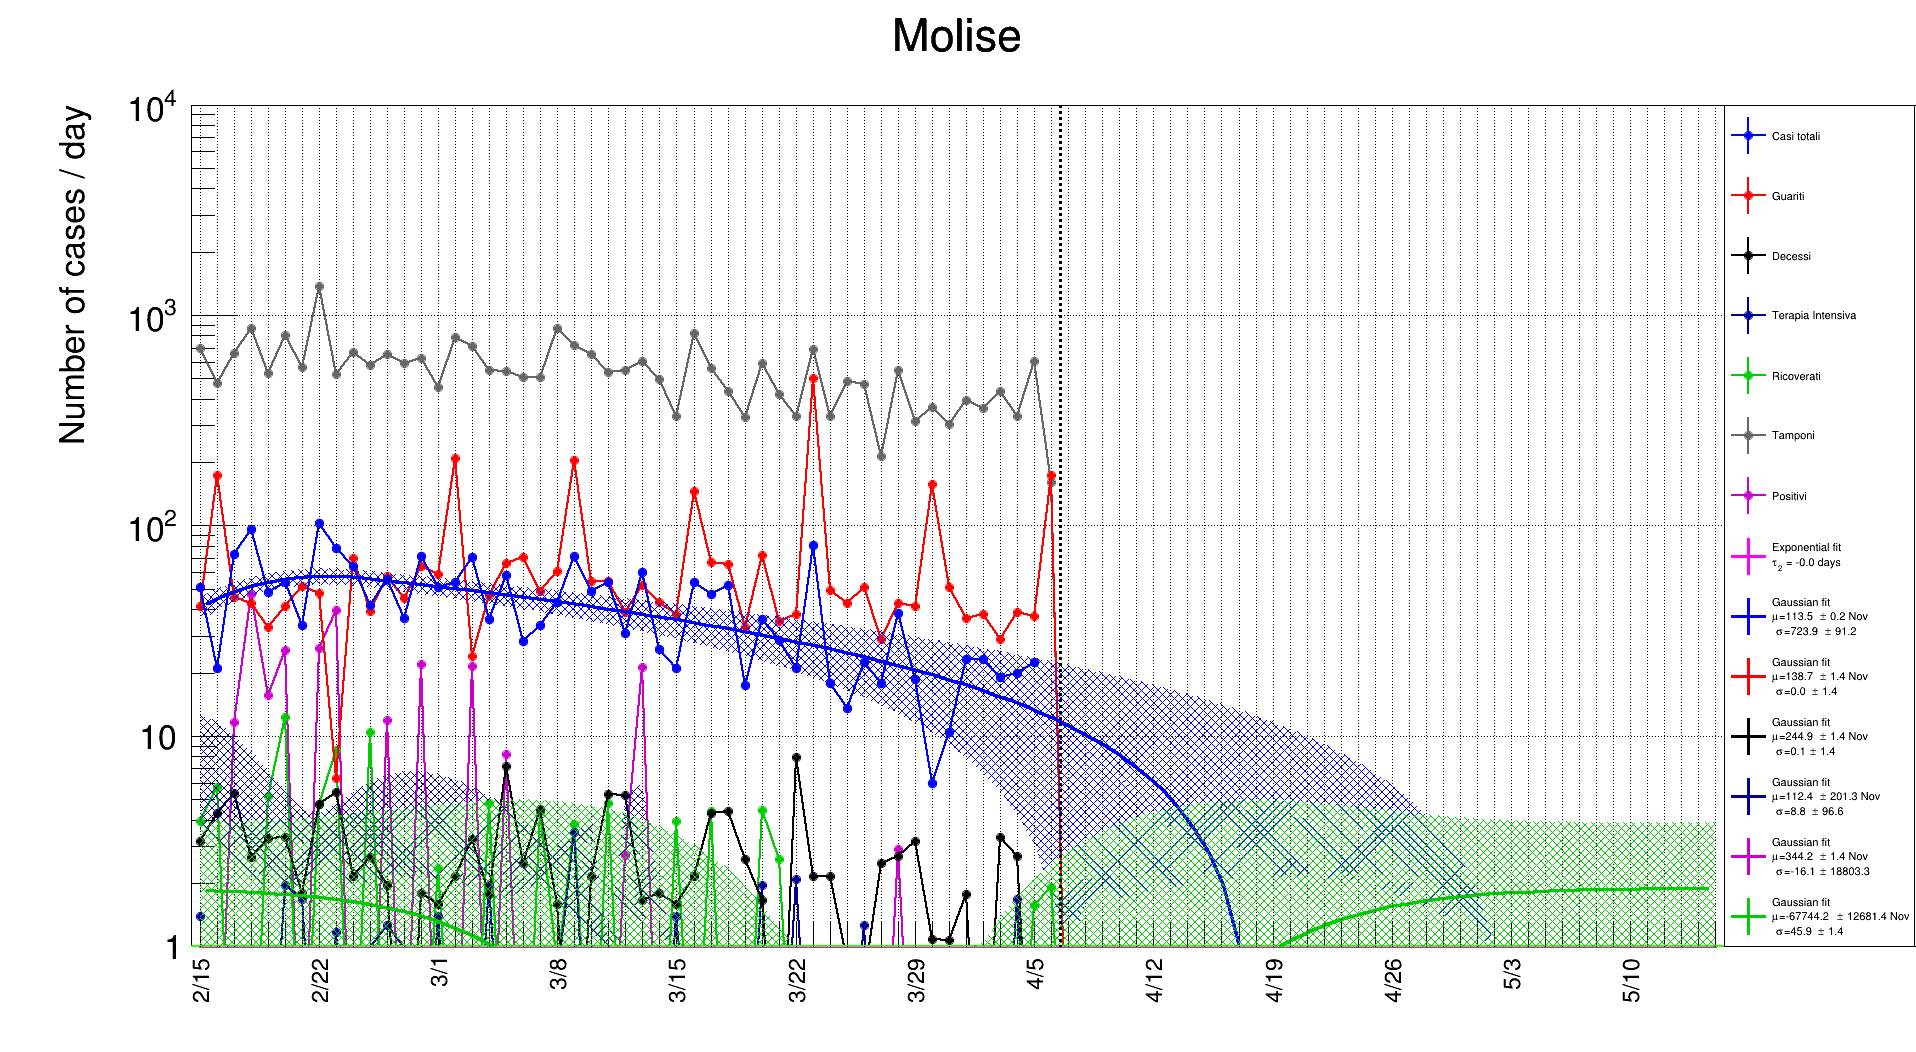 Molise
Number of cases / day
10⁴
10³
10²
10
1
2/15
2/22
3/1
3/8
3/15
3/22
3/29
4/5
4/12
4/19
4/26
5/3
5/10
Casi totali
Guariti
Decessi
Terapia Intensiva
Ricoverati
Tamponi
Positivi
Exponential fit
τ₂ = -0.0 days
Gaussian fit
μ=113.5 ± 0.2 Nov
σ=723.9 ± 91.2
Gaussian fit
μ=138.7 ± 1.4 Nov
σ=0.0 ± 1.4
Gaussian fit
μ=244.9 ± 1.4 Nov
σ=0.1 ± 1.4
Gaussian fit
μ=112.4 ± 201.3 Nov
σ=8.8 ± 96.6
Gaussian fit
μ=344.2 ± 1.4 Nov
σ=-16.1 ± 18803.3
Gaussian fit
μ=-67744.2 ± 12681.4 Nov
σ=45.9 ± 1.4